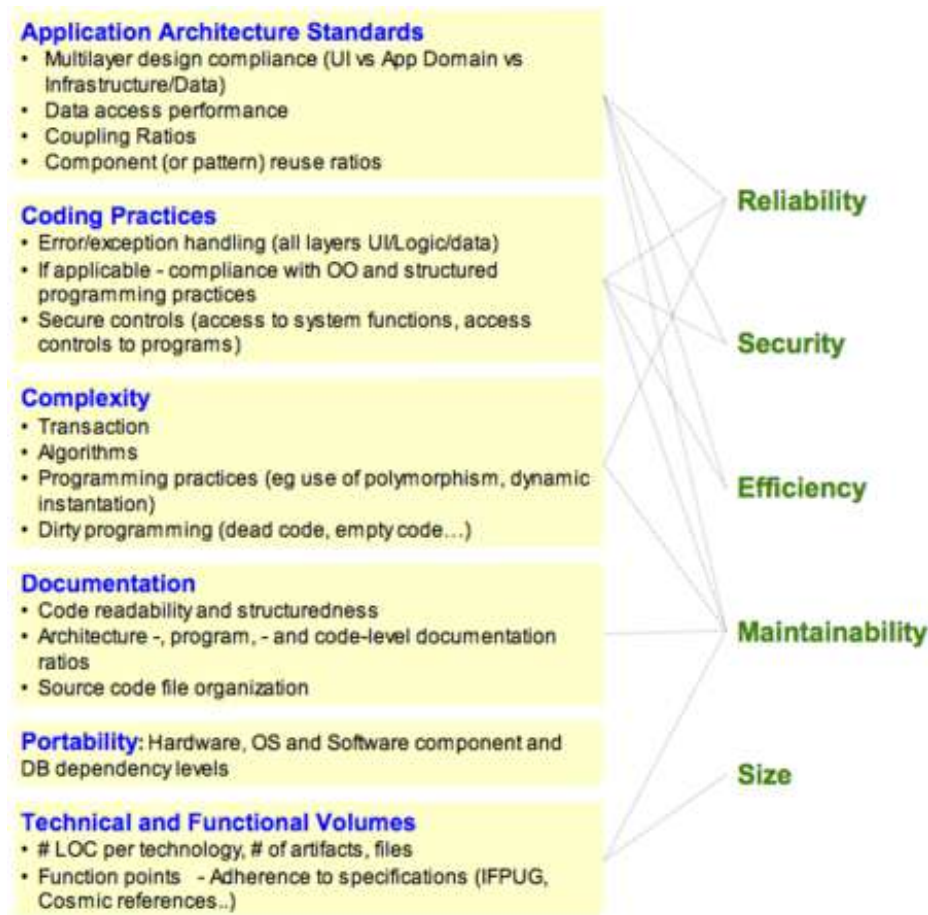 Application Architecture Standards
• Multilayer design compliance (UI vs App Domain vs
Infrastructure/Data)
• Data access performance
• Coupling Ratios
• Component (or pattern) reuse ratios
Coding Practices
• Error/exception handling (all layers UI/Logic/data)
• If applicable - compliance with OO and structured
programming practices
• Secure controls (access to system functions, access
controls to programs)
Complexity
• Transaction
• Algorithms
• Programming practices (eg use of polymorphism, dynamic
instantation)
• Dirty programming (dead code, empty code…)
Documentation
• Code readability and structuredness
• Architecture -, program, - and code-level documentation
ratios
• Source code file organization
Portability: Hardware, OS and Software component and
DB dependency levels
Technical and Functional Volumes
• # LOC per technology, # of artifacts, files
• Function points - Adherence to specifications (IFPUG,
Cosmic references..)
Reliability
Security
Efficiency
Maintainability
Size